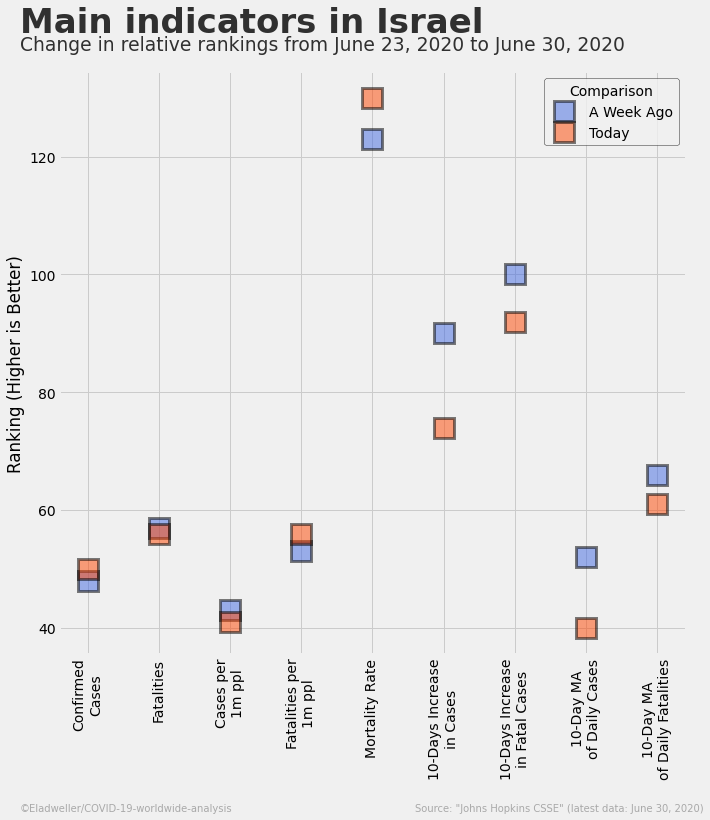 Main indicators in Israel
Change in relative rankings from June 23, 2020 to June 30, 2020
Comparison
A Week Ago
Today
Ranking (Higher is Better)
120
100
80
60
40
Confirmed
Cases
Fatalities
Cases per
1m ppl
Fatalities per
1m ppl
Mortality Rate
10-Days Increase
in Cases
10-Days Increase
in Fatal Cases
10-Day MA
of Daily Cases
10-Day MA
of Daily Fatalities
©Eladweller/COVID-19-worldwide-analysis
Source: "Johns Hopkins CSSE" (latest data: June 30, 2020)